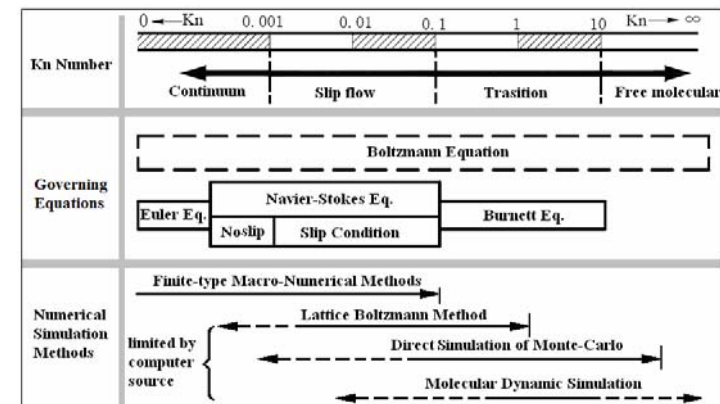 0 ←Kn 0.001 0.01 0.1 1 10 Kn→ ∞
Kn Number
Continuum Slip flow Trasition Free molecular
Boltzmann Equation
Governing
Equations
Navier-Stokes Eq.
Euler Eq. Burnett Eq.
Noslip Slip Condition
Finite-type Macro-Numerical Methods
Numerical
Simulation
Methods
Lattice Boltzmann Method
limited by
computer
source
Direct Simulation of Monte-Carlo
Molecular Dynamic Simulation